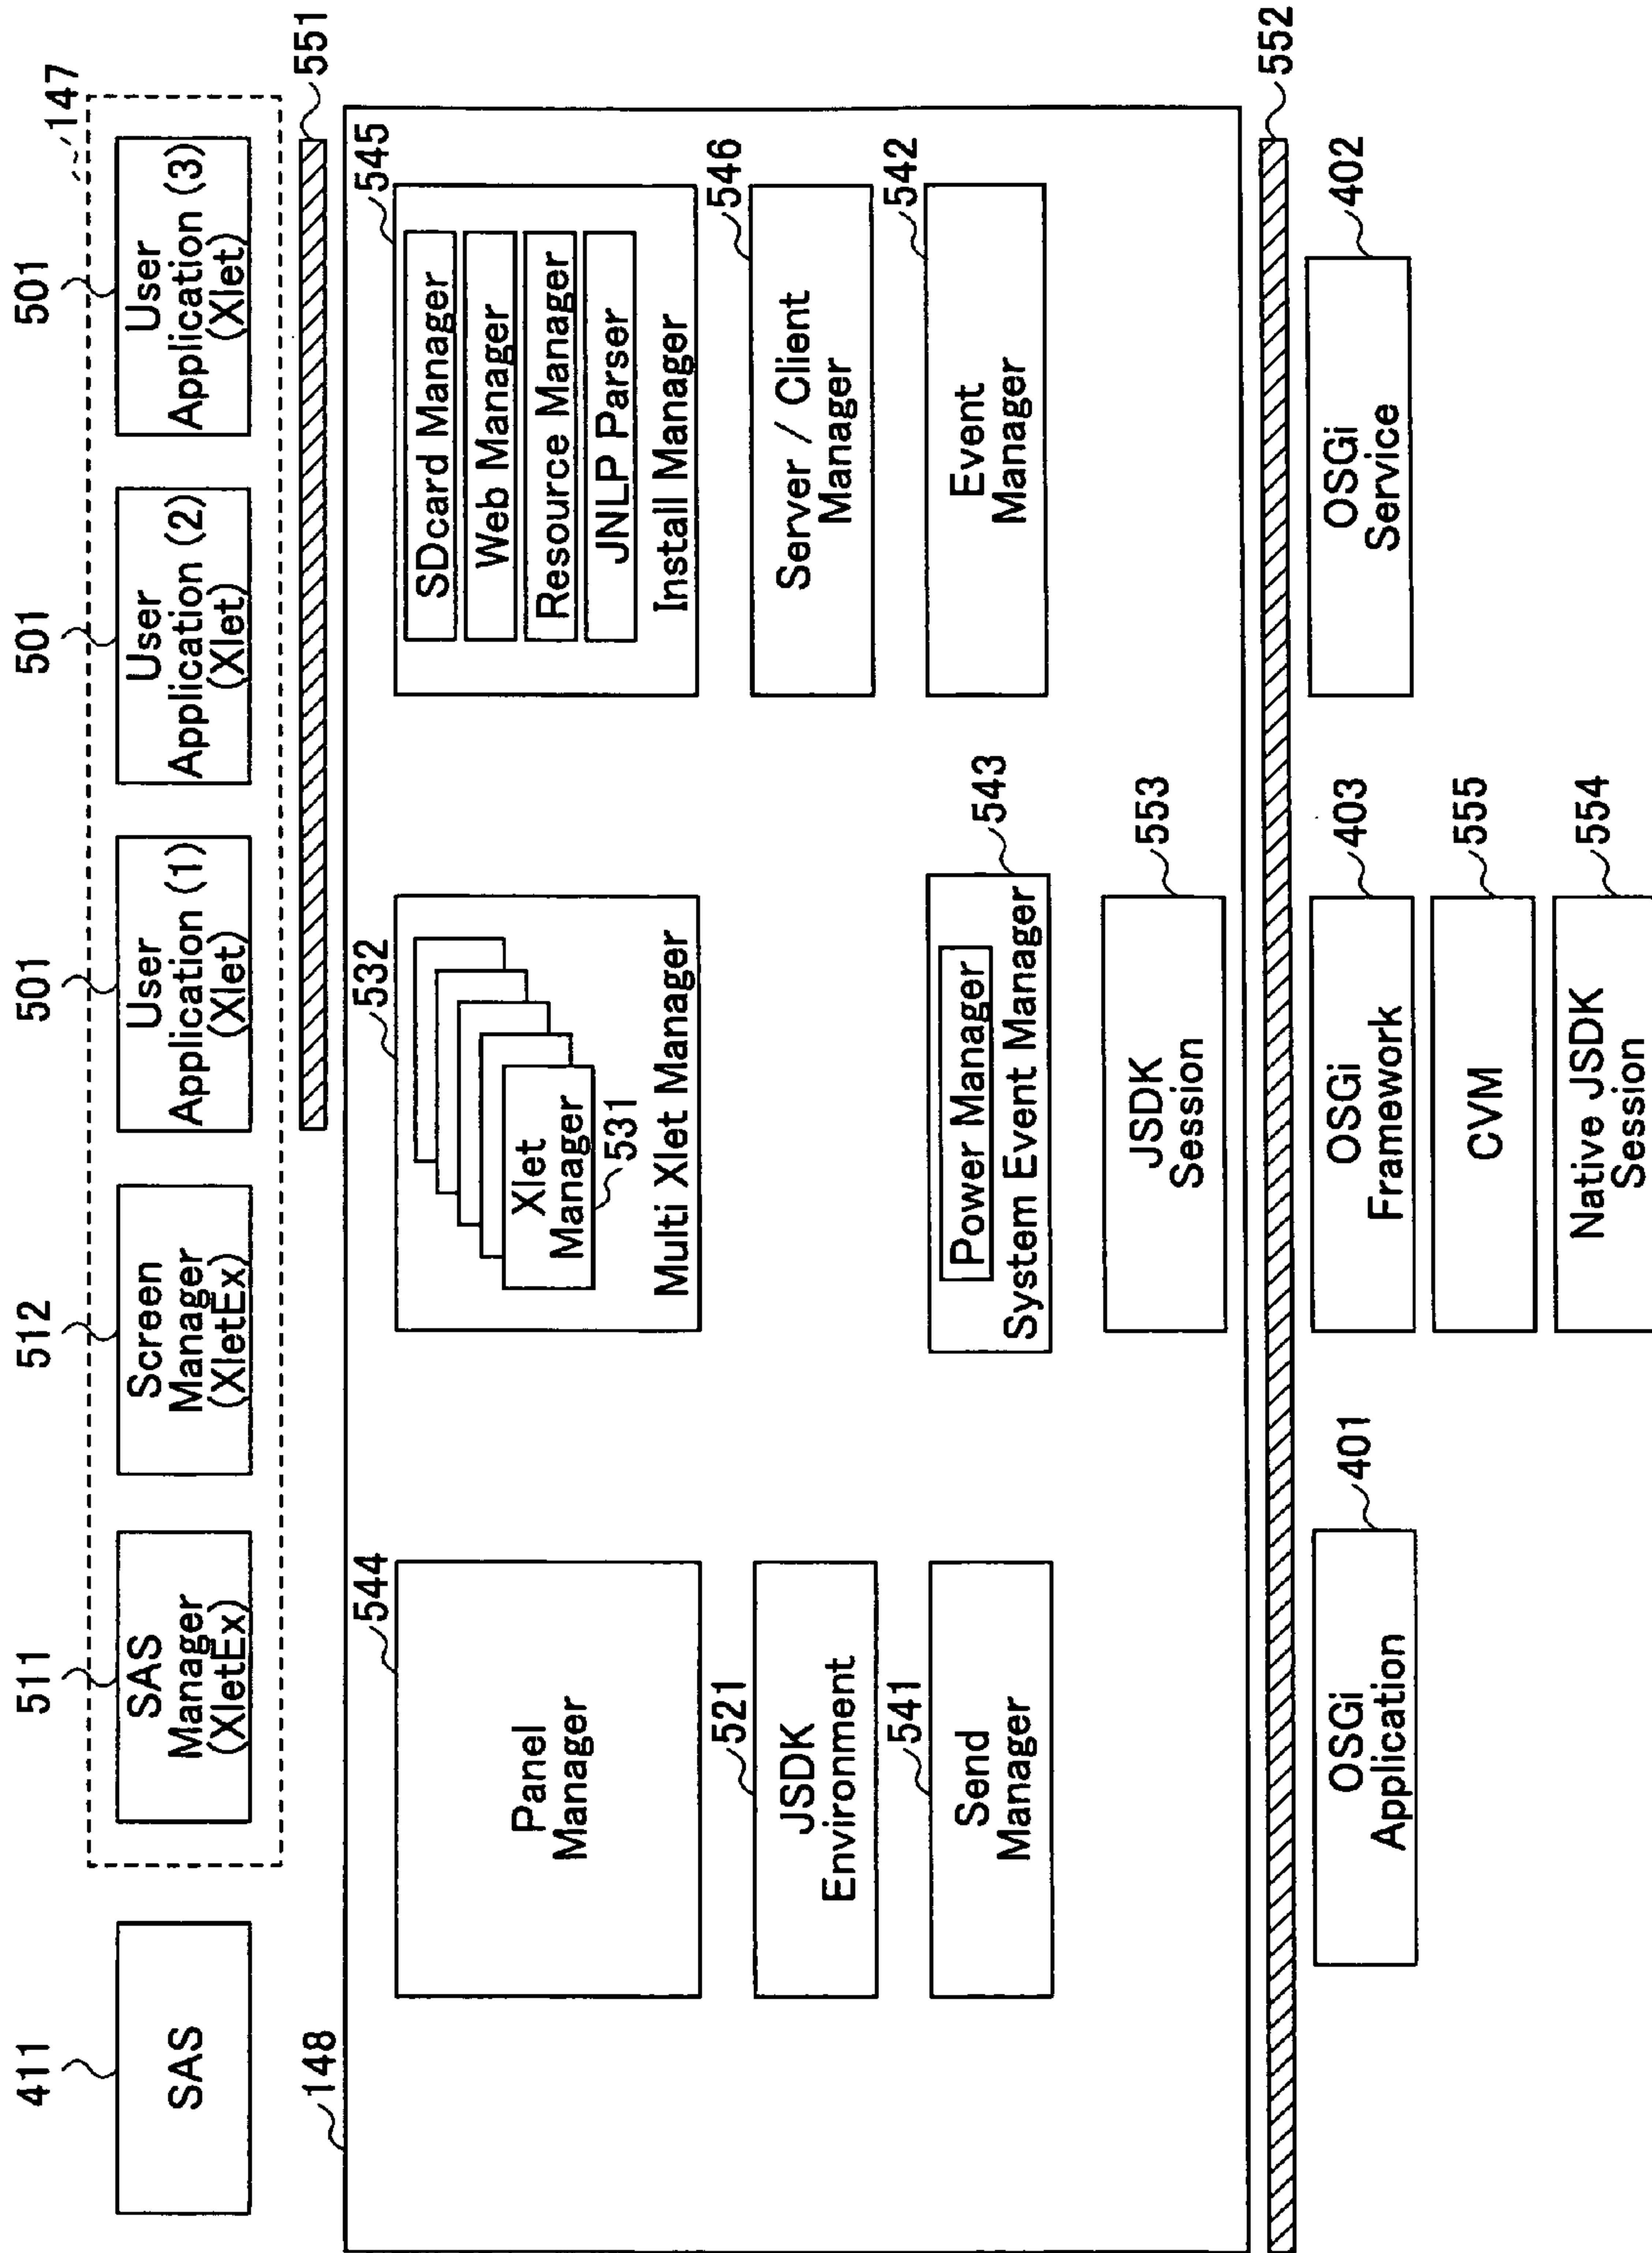 411
511
512
501
501
501
147
SAS
SAS
Manager
(XletEx)
Screen
Manager
(XletEx)
User
Application (1)
(Xlet)
User
Application (2)
(Xlet)
User
Application (3)
(Xlet)
551
148
544
Panel
Manager
532
Xlet
Manager
531
Multi Xlet Manager
545
SDcard Manager
Web Manager
Resource Manager
JNLP Parser
Install Manager
521
JSDK
Environment
546
Server / Client
Manager
541
Send
Manager
543
Power Manager
System Event Manager
542
Event
Manager
553
JSDK
Session
552
401
OSGi
Application
403
OSGi
Framework
402
OSGi
Service
555
CVM
554
Native JSDK
Session